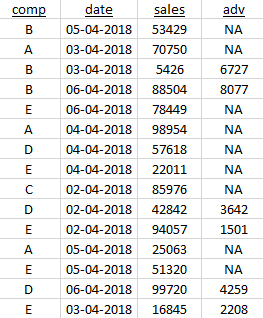 comp date sales adv
B 05-04-2018 53429 NA
A 03-04-2018 70750 NA
B 03-04-2018 5426 6727
B 06-04-2018 88504 8077
E 06-04-2018 78449 NA
A 04-04-2018 98954 NA
D 04-04-2018 57618 NA
E 04-04-2018 22011 NA
C 02-04-2018 85976 NA
D 02-04-2018 42842 3642
E 02-04-2018 94057 1501
A 05-04-2018 25063 NA
E 05-04-2018 51320 NA
D 06-04-2018 99720 4259
E 03-04-2018 16845 2208